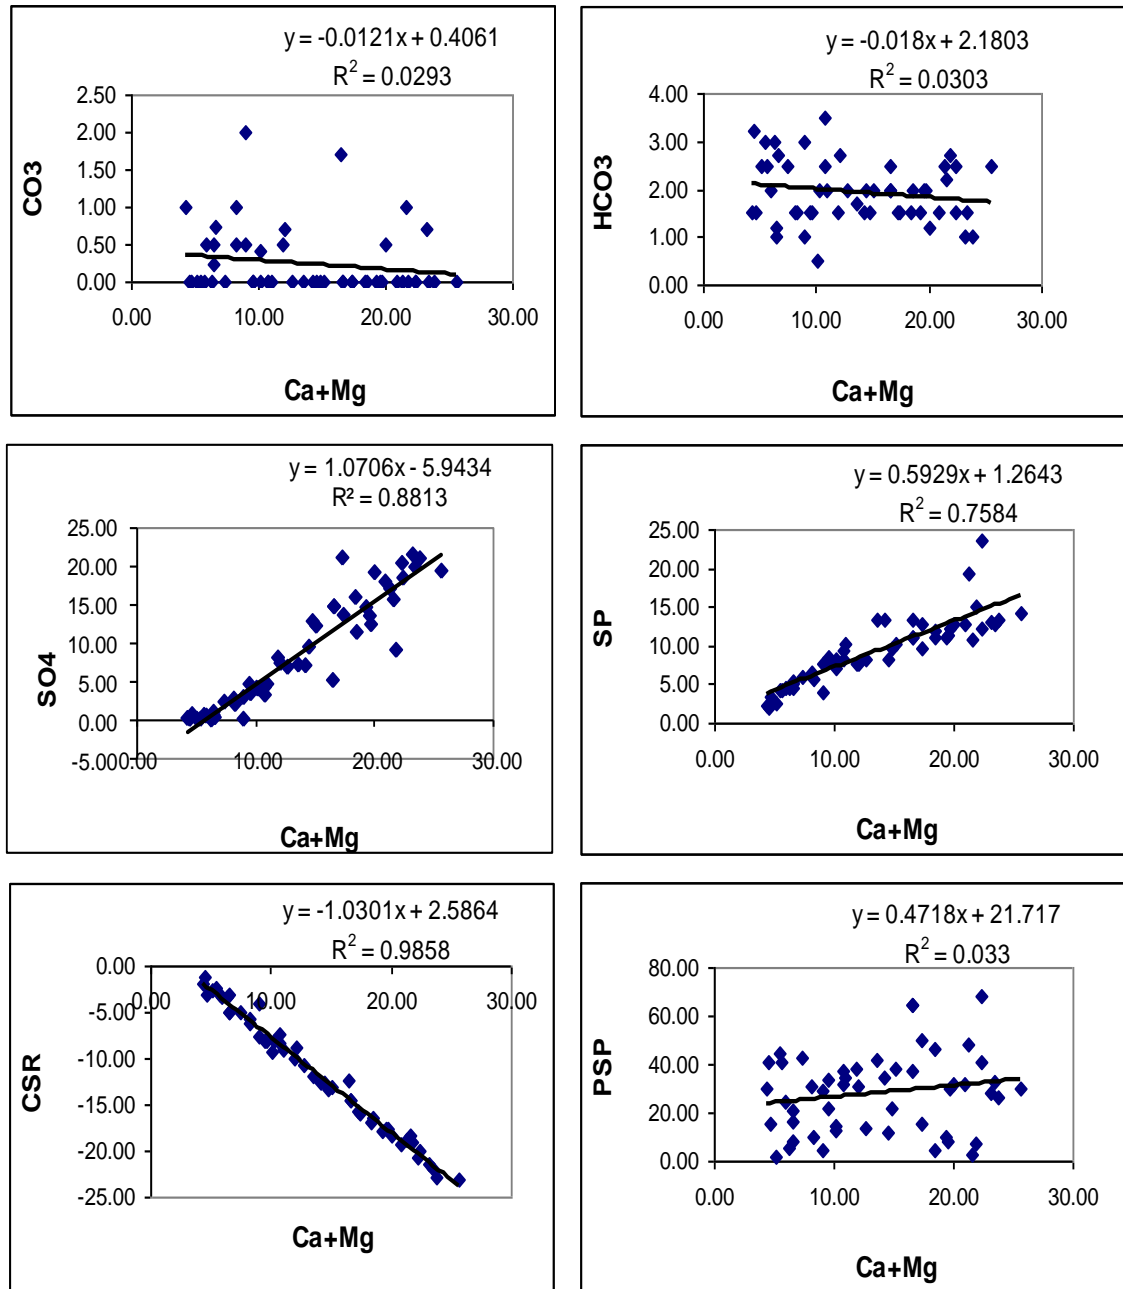 y = -0.0121x + 0.4061
R² = 0.0293
2.50
2.00
1.50
1.00
0.50
0.00
0.00 10.00 20.00 30.00
CO3
Ca+Mg
y = -0.018x + 2.1803
R² = 0.0303
4.00
3.00
2.00
1.00
0.00
0.00 10.00 20.00 30.00
HCO3
Ca+Mg
y = 1.0706x - 5.9434
R² = 0.8813
25.00
20.00
15.00
10.00
5.00
0.00
-5.00
0.00 10.00 20.00 30.00
SO4
Ca+Mg
y = 0.5929x + 1.2643
R² = 0.7584
25.00
20.00
15.00
10.00
5.00
0.00
0.00 10.00 20.00 30.00
SP
Ca+Mg
y = -1.0301x + 2.5864
R² = 0.9858
0.00
-5.00
-10.00
-15.00
-20.00
-25.00
0.00 10.00 20.00 30.00
CSR
Ca+Mg
y = 0.4718x + 21.717
R² = 0.033
80.00
60.00
40.00
20.00
0.00
0.00 10.00 20.00 30.00
PSP
Ca+Mg